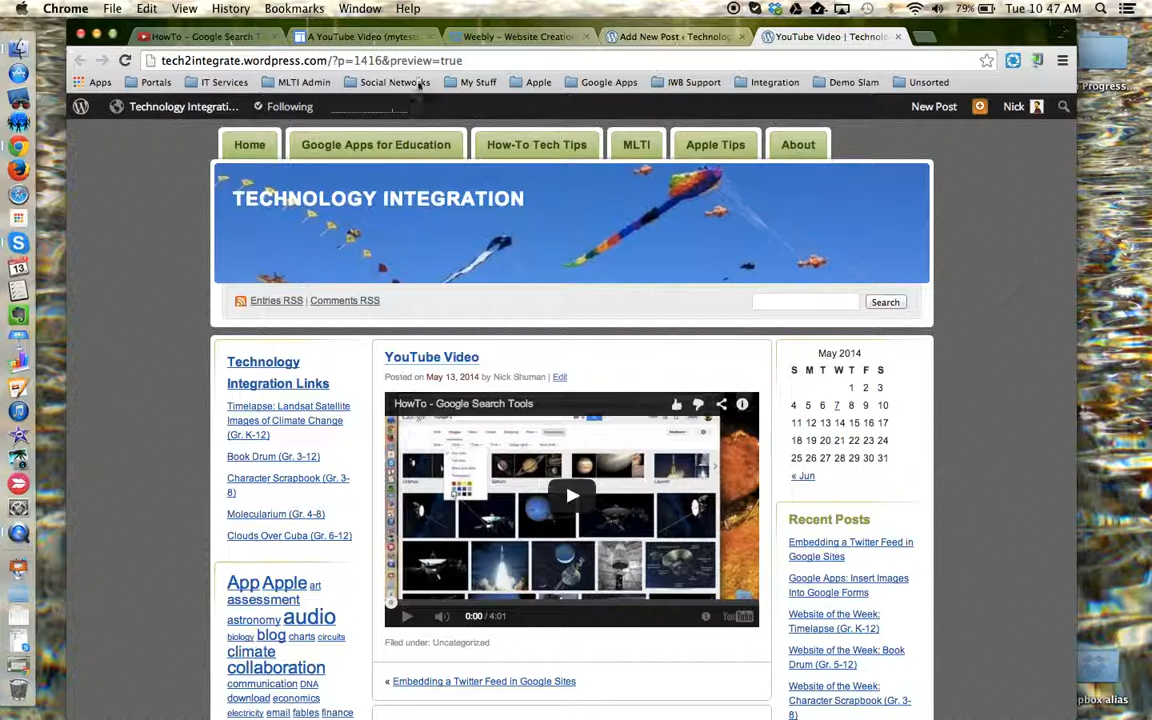 Chrome File Edit View History Bookmarks Window Help 79% Tue 10:47 AM
HowTo - Google Search T
A YouTube Video (mytes
Weebly - Website Creatio
Add New Post ‹ Technolo
YouTube Video | Technol
tech2integrate.wordpress.com/?p=1416&preview=true
Apps Portals IT Services MLTI Admin Social Networks My Stuff Apple Google Apps IWB Support Integration Demo Slam Unsorted
Progress...
Technology Integrati... Following New Post Nick
Home Google Apps for Education How-To Tech Tips MLTI Apple Tips About
TECHNOLOGY INTEGRATION
Entries RSS | Comments RSS Search
Technology
Integration Links
Timelapse: Landsat Satellite
Images of Climate Change
(Gr. K-12)
Book Drum (Gr. 3-12)
Character Scrapbook (Gr. 3-
8)
Molecularium (Gr. 4-8)
Clouds Over Cuba (Gr. 6-12)
App Apple art
assessment
astronomy audio
biology blog charts circuits
climate
collaboration
communication DNA
download economics
electricity email fables finance
YouTube Video
Posted on May 13, 2014 by Nick Shuman | Edit
HowTo - Google Search Tools
0:00 / 4:01
YouTube
Filed under: Uncategorized
« Embedding a Twitter Feed in Google Sites
May 2014
S M T W T F S
1 2 3
4 5 6 7 8 9 10
11 12 13 14 15 16 17
18 19 20 21 22 23 24
25 26 27 28 29 30 31
« Jun
Recent Posts
Embedding a Twitter Feed in
Google Sites
Google Apps: Insert Images
Into Google Forms
Website of the Week:
Timelapse (Gr. K-12)
Website of the Week: Book
Drum (Gr. 5-12)
Website of the Week:
Character Scrapbook (Gr. 3-
8)
pbox alias